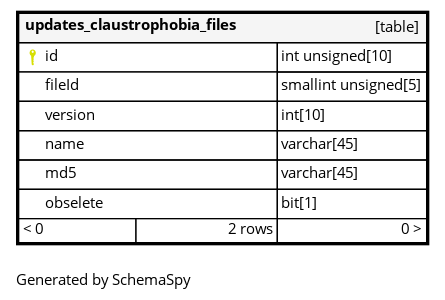 updates_claustrophobia_files [table]
id int unsigned[10]
fileId smallint unsigned[5]
version int[10]
name varchar[45]
md5 varchar[45]
obselete bit[1]
< 0 2 rows 0 >
Generated by SchemaSpy